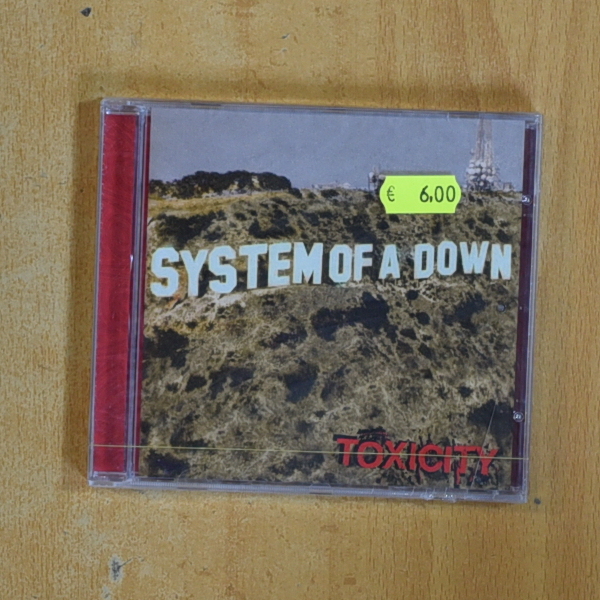 € 6,00
SYSTEM OF A DOWN
TOXICITY